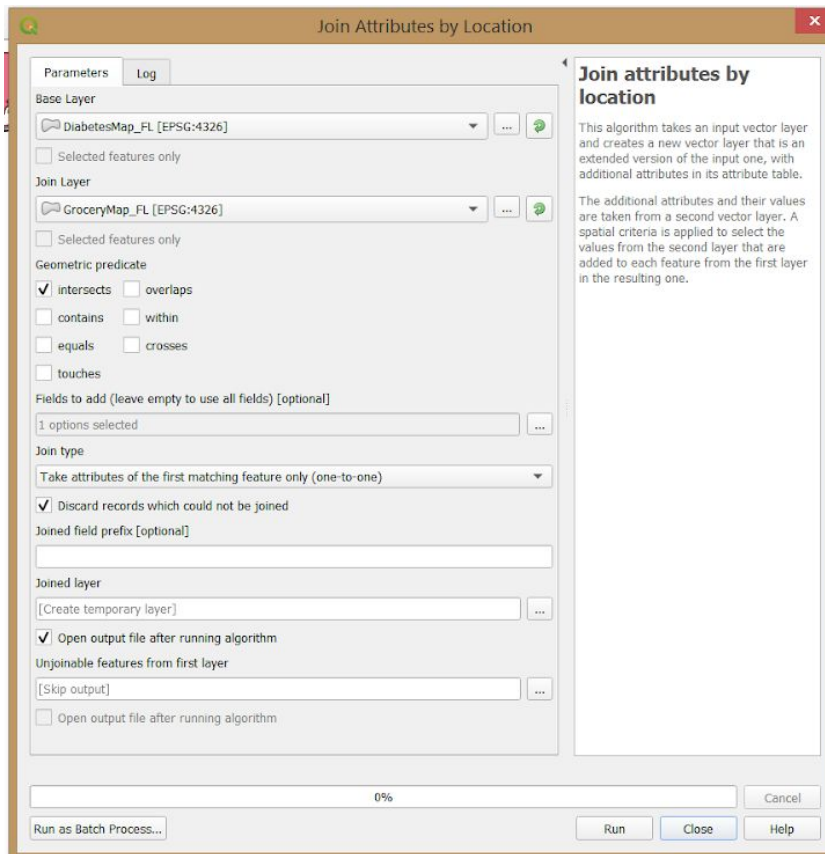 Join Attributes by Location
Parameters
Log
Base Layer
DiabetesMap_FL [EPSG:4326]
...
Selected features only
Join Layer
GroceryMap_FL [EPSG:4326]
...
Selected features only
Geometric predicate
intersects
overlaps
contains
within
equals
crosses
touches
Fields to add (leave empty to use all fields) [optional]
1 options selected
...
Join type
Take attributes of the first matching feature only (one-to-one)
Discard records which could not be joined
Joined field prefix [optional]
Joined layer
[Create temporary layer]
...
Open output file after running algorithm
Unjoinable features from first layer
[Skip output]
...
Open output file after running algorithm
Join attributes by
location
This algorithm takes an input vector layer
and creates a new vector layer that is an
extended version of the input one, with
additional attributes in its attribute table.
The additional attributes and their values
are taken from a second vector layer. A
spatial criteria is applied to select the
values from the second layer that are
added to each feature from the first layer
in the resulting one.
0%
Cancel
Run as Batch Process...
Run
Close
Help